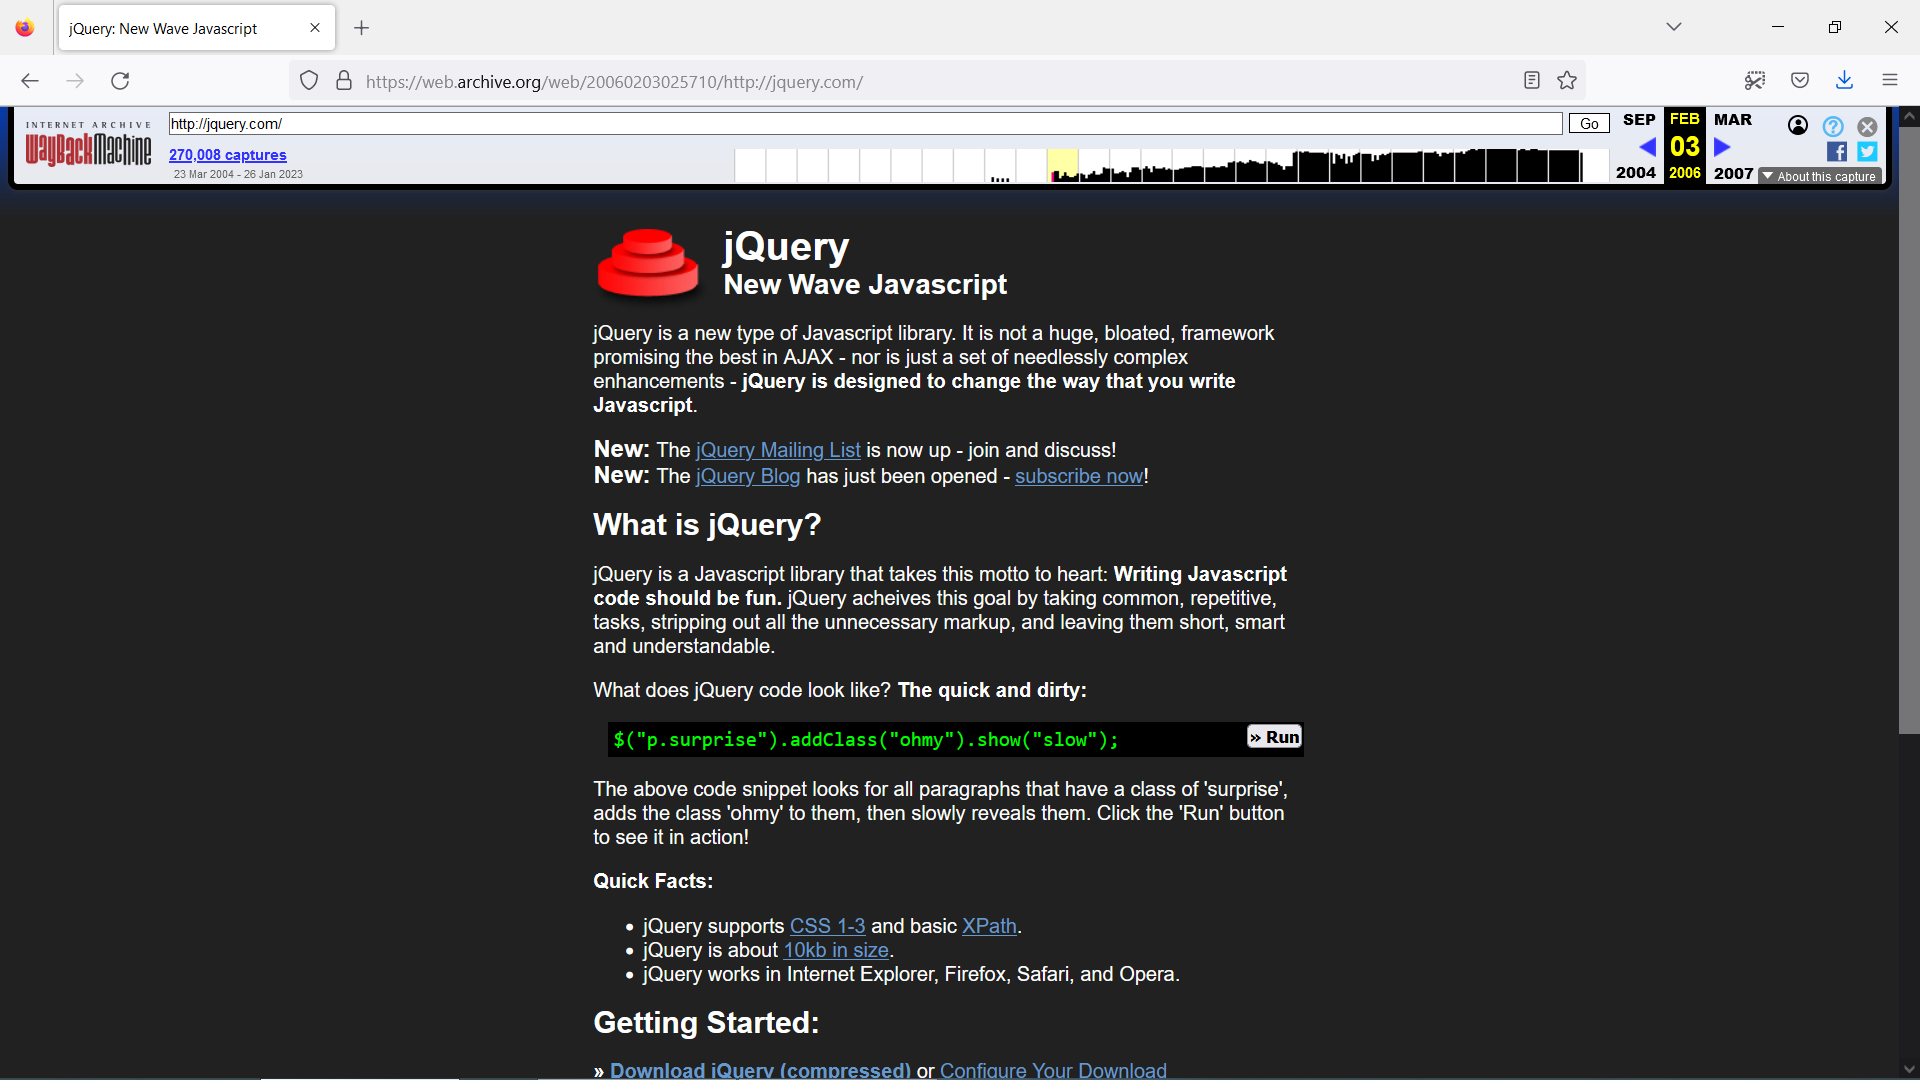 jQuery: New Wave Javascript
https://web.archive.org/web/20060203025710/http://jquery.com/
INTERNET ARCHIVE
WayBackMachine
http://jquery.com/
Go
270,008 captures
23 Mar 2004 - 26 Jan 2023
SEP FEB MAR
03
2004 2006 2007
About this capture
jQuery
New Wave Javascript
jQuery is a new type of Javascript library. It is not a huge, bloated, framework
promising the best in AJAX - nor is just a set of needlessly complex
enhancements - jQuery is designed to change the way that you write
Javascript.
New: The jQuery Mailing List is now up - join and discuss!
New: The jQuery Blog has just been opened - subscribe now!
What is jQuery?
jQuery is a Javascript library that takes this motto to heart: Writing Javascript
code should be fun. jQuery acheives this goal by taking common, repetitive,
tasks, stripping out all the unnecessary markup, and leaving them short, smart
and understandable.
What does jQuery code look like? The quick and dirty:
$("p.surprise").addClass("ohmy").show("slow");
» Run
The above code snippet looks for all paragraphs that have a class of 'surprise',
adds the class 'ohmy' to them, then slowly reveals them. Click the 'Run' button
to see it in action!
Quick Facts:
• jQuery supports CSS 1-3 and basic XPath.
• jQuery is about 10kb in size.
• jQuery works in Internet Explorer, Firefox, Safari, and Opera.
Getting Started:
» Download jQuery (compressed) or Configure Your Download